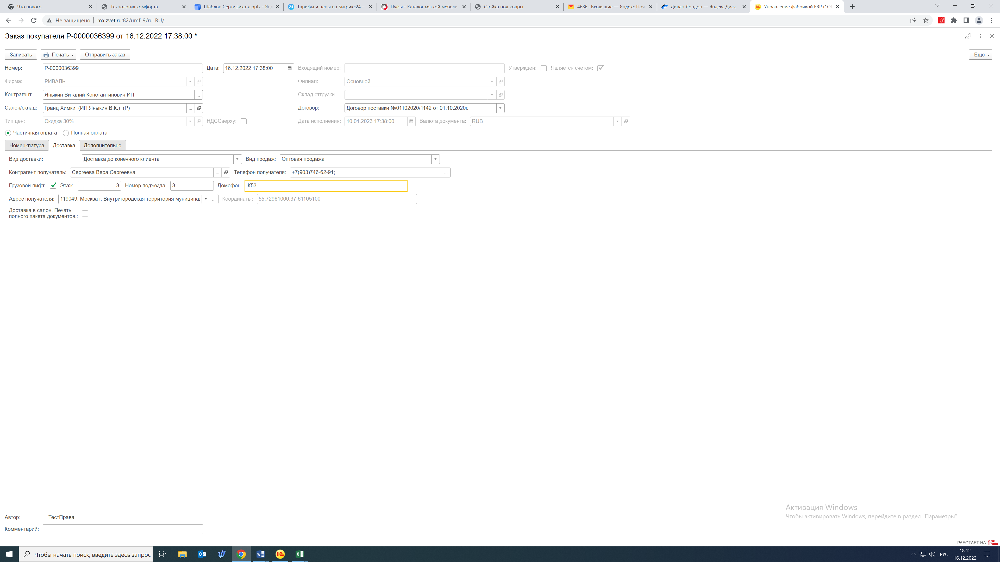 Что нового
Технология комфорта
Шаблон Сертификата.pptx - Янд
Тарифы и цены на Битрикс24 —
Пуфы - Каталог мягкой мебели
Стойка под ковры
4686 · Входящие — Яндекс Поч
Диван Лондон — Яндекс.Диск
Управление фабрикой ERP (1С:
Не защищено mx.zvet.ru:82/umf_9/ru_RU/
Заказ покупателя Р-0000036399 от 16.12.2022 17:38:00 *
Записать Печать Отправить заказ Еще
Номер: Р-0000036399 Дата: 16.12.2022 17:38:00 Входящий номер: Утвержден: Является счетом:
Фирма: РИВАЛЬ Филиал: Основной
Контрагент: Яныкин Виталий Константинович ИП Склад отгрузки:
Салон/склад: Гранд Химки (ИП Яныкин В.К.) (Р) Договор: Договор поставки №01102020/1142 от 01.10.2020г.
Тип цен: Скидка 30% НДССверху: Дата исполнения: 10.01.2023 17:38:00 Валюта документа: RUB
Частичная оплата Полная оплата
Номенклатура Доставка Дополнительно
Вид доставки: Доставка до конечного клиента Вид продаж: Оптовая продажа
Контрагент получатель: Сергеева Вера Сергеевна ... Телефон получателя: +7(903)746-62-91; ...
Грузовой лифт: Этаж: 3 Номер подъезда: 3 Домофон: К53
Адрес получателя: 119049, Москва г, Внутригородская территория муниципал ... Координаты: 55.72961000,37.61105100
Доставка в салон. Печать
полного пакета документов.:
Активация Windows
Чтобы активировать Windows, перейдите в раздел "Параметры".
Автор: __ТестПрава
Комментарий:
РАБОТАЕТ НА 1С
Чтобы начать поиск, введите здесь запрос
РУС
18:12
16.12.2022